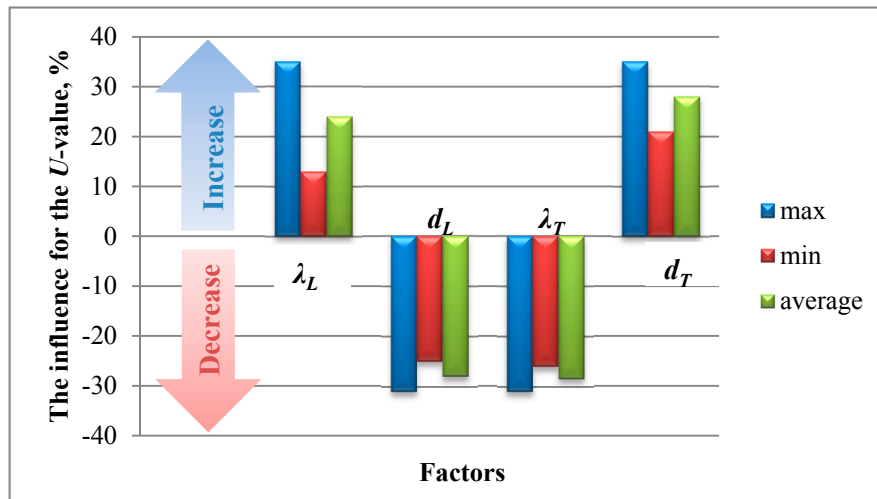 The influence for the U-value, %
40
30
20
10
0
-10
-20
-30
-40
Increase
Decrease
λL
dL
λT
dT
max
min
average
Factors